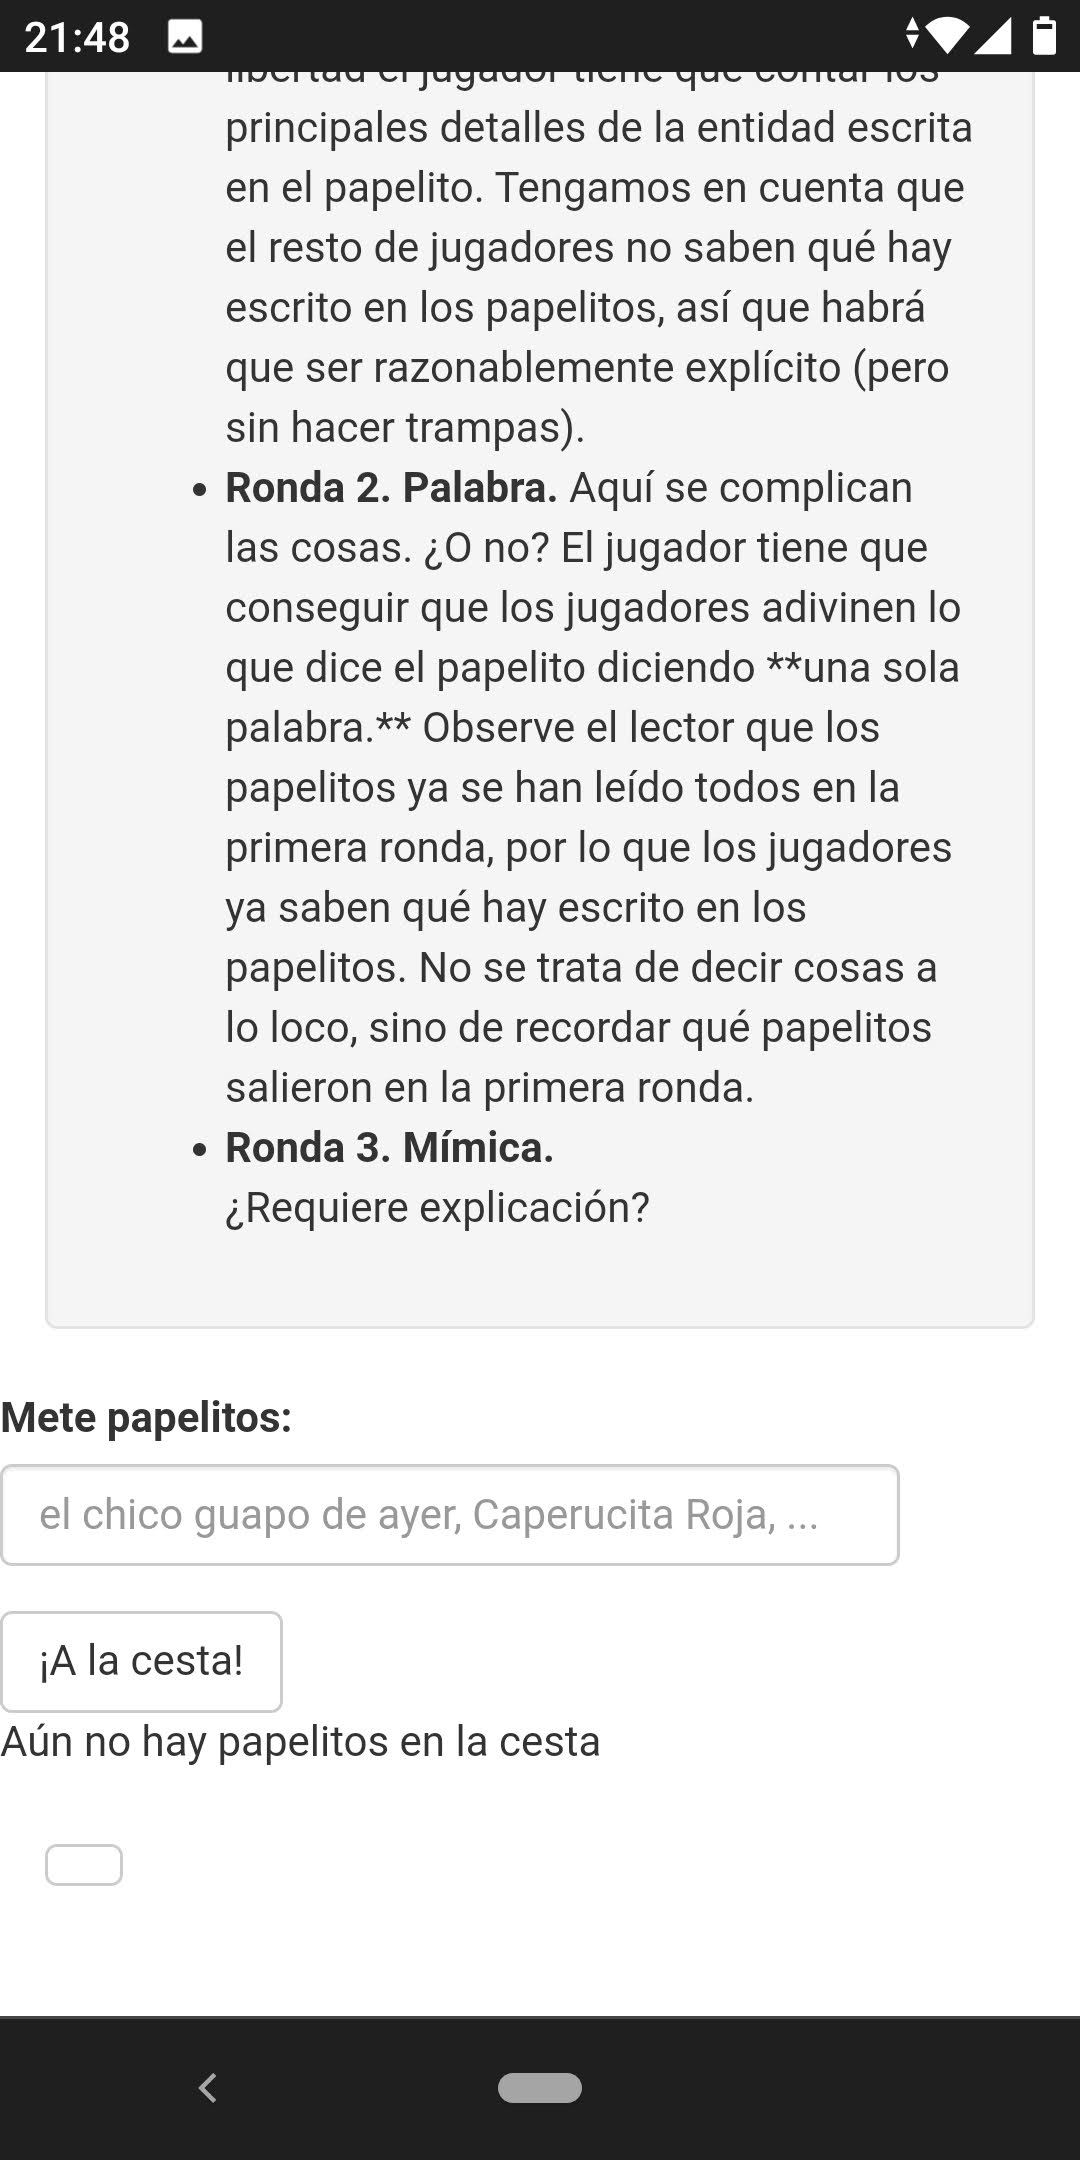 21:48
libertad el jugador tiene que contar los
principales detalles de la entidad escrita
en el papelito. Tengamos en cuenta que
el resto de jugadores no saben qué hay
escrito en los papelitos, así que habrá
que ser razonablemente explícito (pero
sin hacer trampas).
• Ronda 2. Palabra. Aquí se complican
las cosas. ¿O no? El jugador tiene que
conseguir que los jugadores adivinen lo
que dice el papelito diciendo **una sola
palabra.** Observe el lector que los
papelitos ya se han leído todos en la
primera ronda, por lo que los jugadores
ya saben qué hay escrito en los
papelitos. No se trata de decir cosas a
lo loco, sino de recordar qué papelitos
salieron en la primera ronda.
• Ronda 3. Mímica.
¿Requiere explicación?
Mete papelitos:
el chico guapo de ayer, Caperucita Roja, ...
¡A la cesta!
Aún no hay papelitos en la cesta